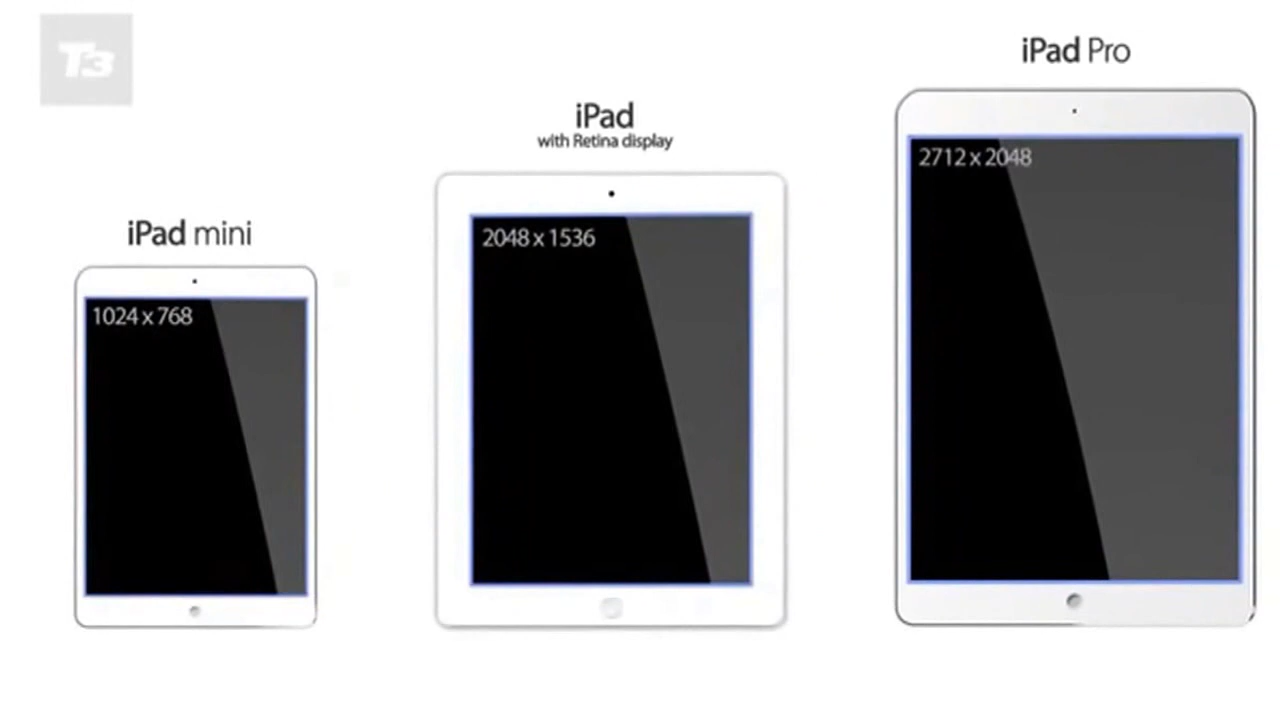 T3
iPad mini
1024 x 768
iPad
with Retina display
2048 x 1536
iPad Pro
2712 x 2048